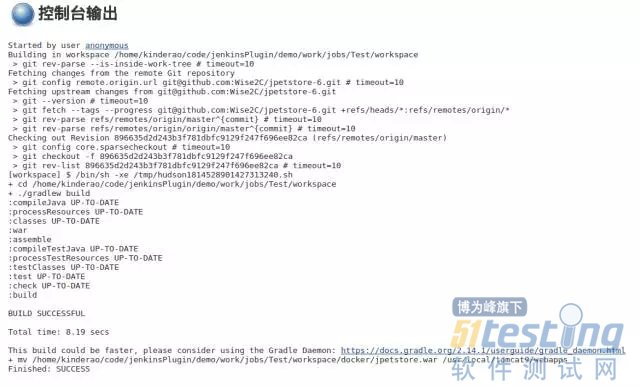 控制台输出
Started by user anonymous
Building in workspace /home/kinderao/code/jenkinsPlugin/demo/work/jobs/Test/workspace
> git rev-parse --is-inside-work-tree # timeout=10
Fetching changes from the remote Git repository
> git config remote.origin.url git@github.com:Wise2C/jpetstore-6.git # timeout=10
Fetching upstream changes from git@github.com:Wise2C/jpetstore-6.git
> git --version # timeout=10
> git fetch --tags --progress git@github.com:Wise2C/jpetstore-6.git +refs/heads/*:refs/remotes/origin/*
> git rev-parse refs/remotes/origin/master^{commit} # timeout=10
> git rev-parse refs/remotes/origin/origin/master^{commit} # timeout=10
Checking out Revision 896635d2d243b3f781dbfc9129f247f696ee82ca (refs/remotes/origin/master)
> git config core.sparsecheckout # timeout=10
> git checkout -f 896635d2d243b3f781dbfc9129f247f696ee82ca
> git rev-list 896635d2d243b3f781dbfc9129f247f696ee82ca # timeout=10
[workspace] $ /bin/sh -xe /tmp/hudson1814528901427313240.sh
+ cd /home/kinderao/code/jenkinsPlugin/demo/work/jobs/Test/workspace
+ ./gradlew build
:compileJava UP-TO-DATE
:processResources UP-TO-DATE
:classes UP-TO-DATE
:war
:assemble
:compileTestJava UP-TO-DATE
:processTestResources UP-TO-DATE
:testClasses UP-TO-DATE
:test UP-TO-DATE
:check UP-TO-DATE
:build
BUILD SUCCESSFUL
Total time: 8.19 secs
This build could be faster, please consider using the Gradle Daemon: https://docs.gradle.org/2.14.1/userguide/gradle_daemon.html
+ mv /home/kinderao/code/jenkinsPlugin/demo/work/jobs/Test/workspace/docker/jpetstore.war /usr/local/tomcat9/webapps
Finished: SUCCESS
博为峰旗下
51testing
软件测试网